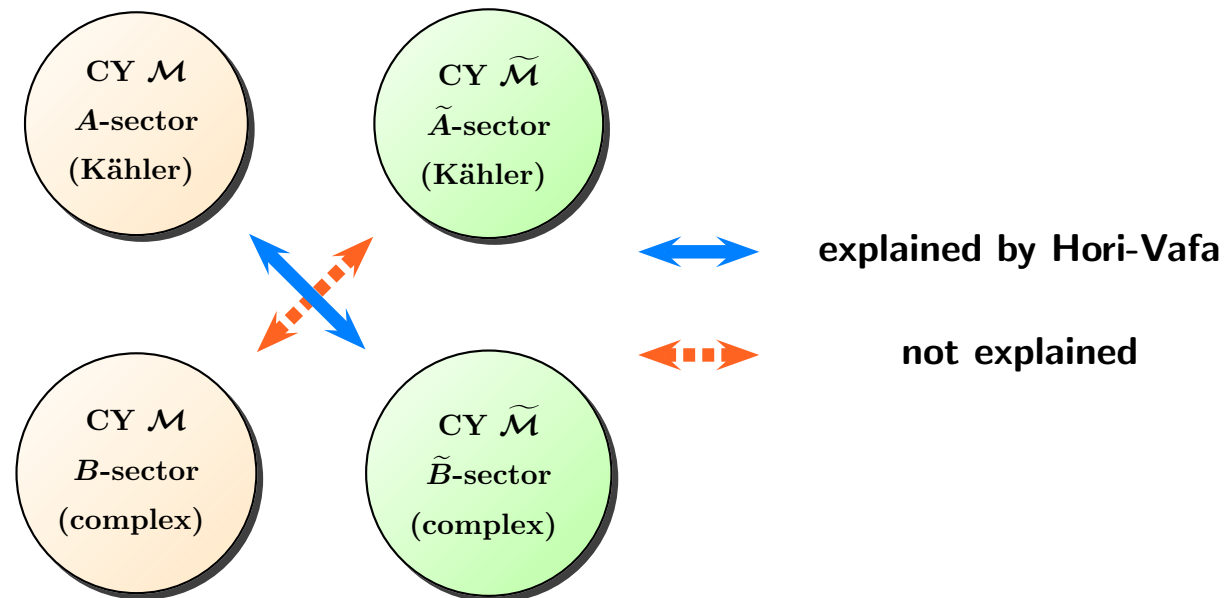 CY ℳ
A-sector
(Kähler)
CY ℳ̃
Ã-sector
(Kähler)
explained by Hori-Vafa
not explained
CY ℳ
B-sector
(complex)
CY ℳ̃
B̃-sector
(complex)